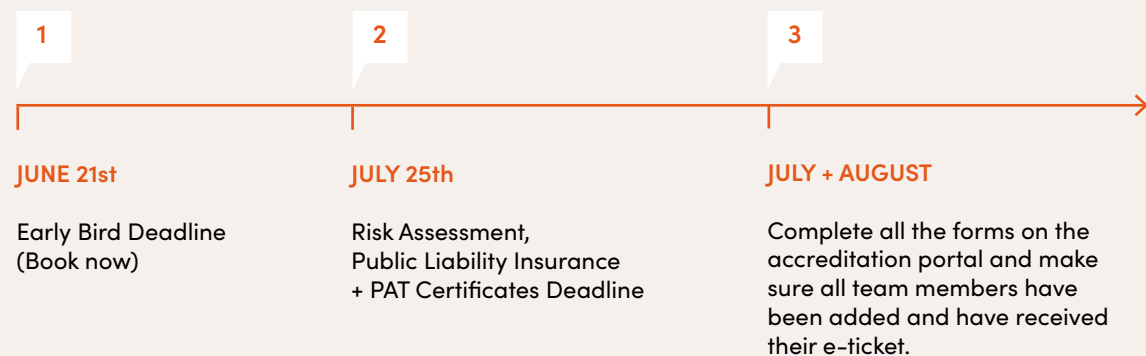 1
2
3
JUNE 21st
Early Bird Deadline
(Book now)
JULY 25th
Risk Assessment,
Public Liability Insurance
+ PAT Certificates Deadline
JULY + AUGUST
Complete all the forms on the
accreditation portal and make
sure all team members have
been added and have received
their e-ticket.